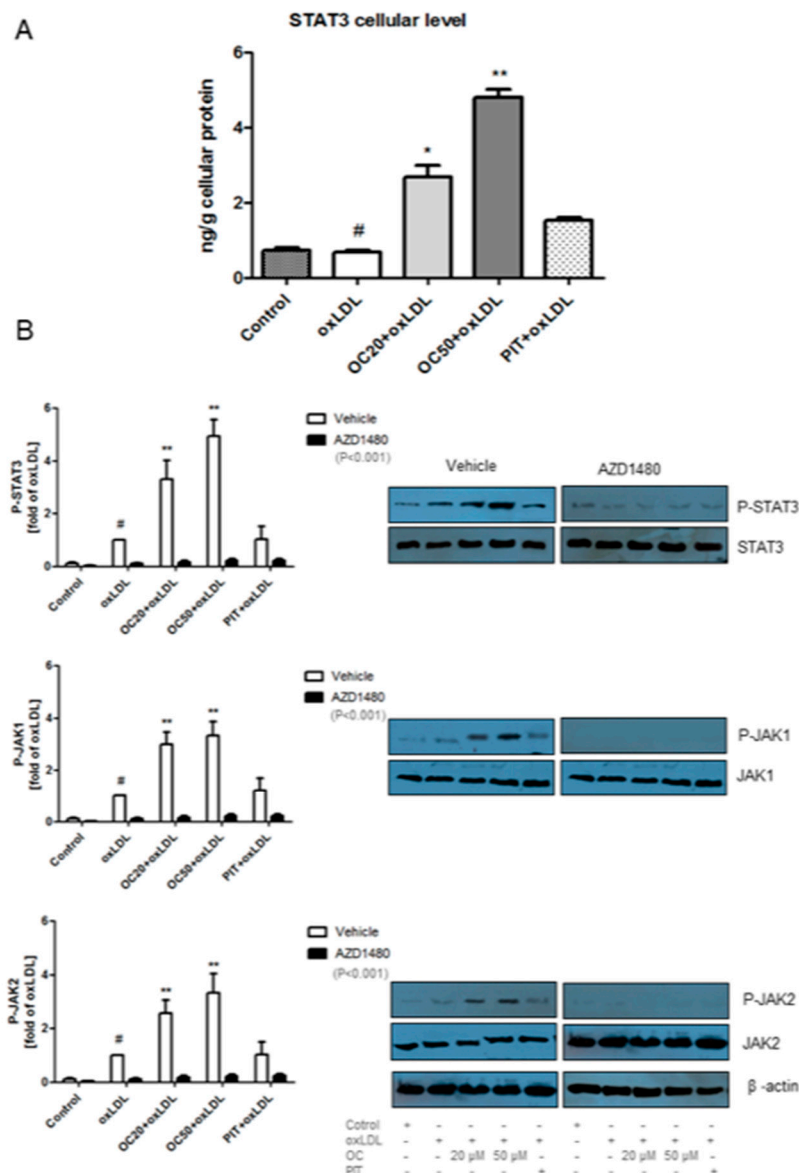 A
STAT3 cellular level
ng/g cellular protein
6
4
2
0
#
*
**
Control
oxLDL
OC20+oxLDL
OC50+oxLDL
PIT+oxLDL
B
P-STAT3
[fold of oxLDL]
6
4
2
0
#
**
**
Control
oxLDL
OC20+oxLDL
OC50+oxLDL
PIT+oxLDL
Vehicle
AZD1480
(P<0.001)
Vehicle
AZD1480
P-STAT3
STAT3
P-JAK1
[fold of oxLDL]
6
4
2
0
#
**
**
Control
oxLDL
OC20+oxLDL
OC50+oxLDL
PIT+oxLDL
Vehicle
AZD1480
(P<0.001)
P-JAK1
JAK1
P-JAK2
[fold of oxLDL]
6
4
2
0
#
**
**
Control
oxLDL
OC20+oxLDL
OC50+oxLDL
PIT+oxLDL
Vehicle
AZD1480
(P<0.001)
P-JAK2
JAK2
β -actin
Cotrol + – – – – + – – – –
oxLDL – + + + + – + + + +
OC – – 20 μM 50 μM – – – 20 μM 50 μM –
PIT – – – – + – – – – +